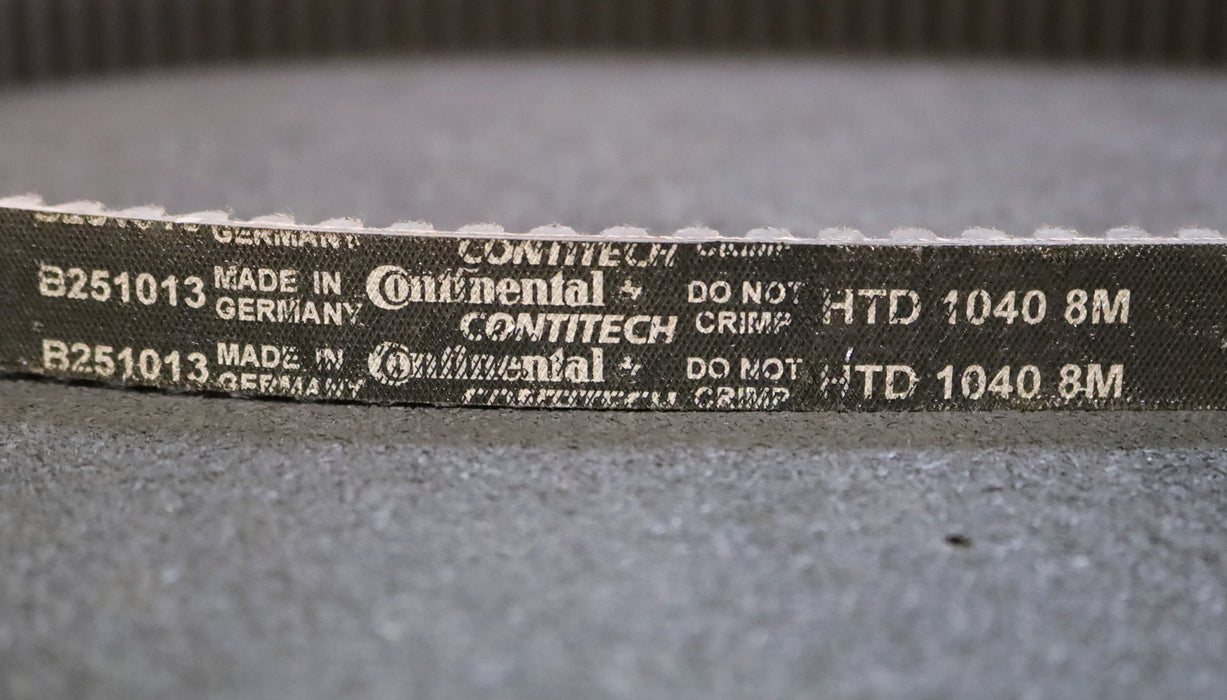 GERMANY
CONTITECH
B251013 MADE IN GERMANY Continental CONTITECH DO NOT CRIMP HTD 1040 8M
B251013 MADE IN GERMANY Continental CONTITECH DO NOT CRIMP HTD 1040 8M